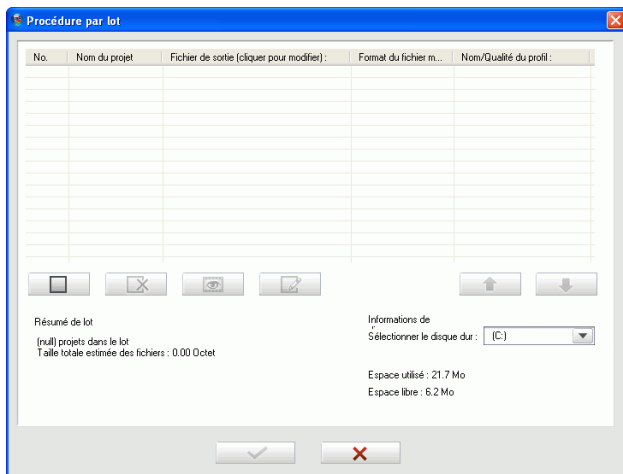 Procédure par lot
No. Nom du projet Fichier de sortie (cliquer pour modifier) : Format du fichier m... Nom/Qualité du profil :
Résumé de lot
(null) projets dans le lot
Taille totale estimée des fichiers : 0.00 Octet
Informations de
Sélectionner le disque dur : (C:)
Espace utilisé : 21.7 Mo
Espace libre : 6.2 Mo